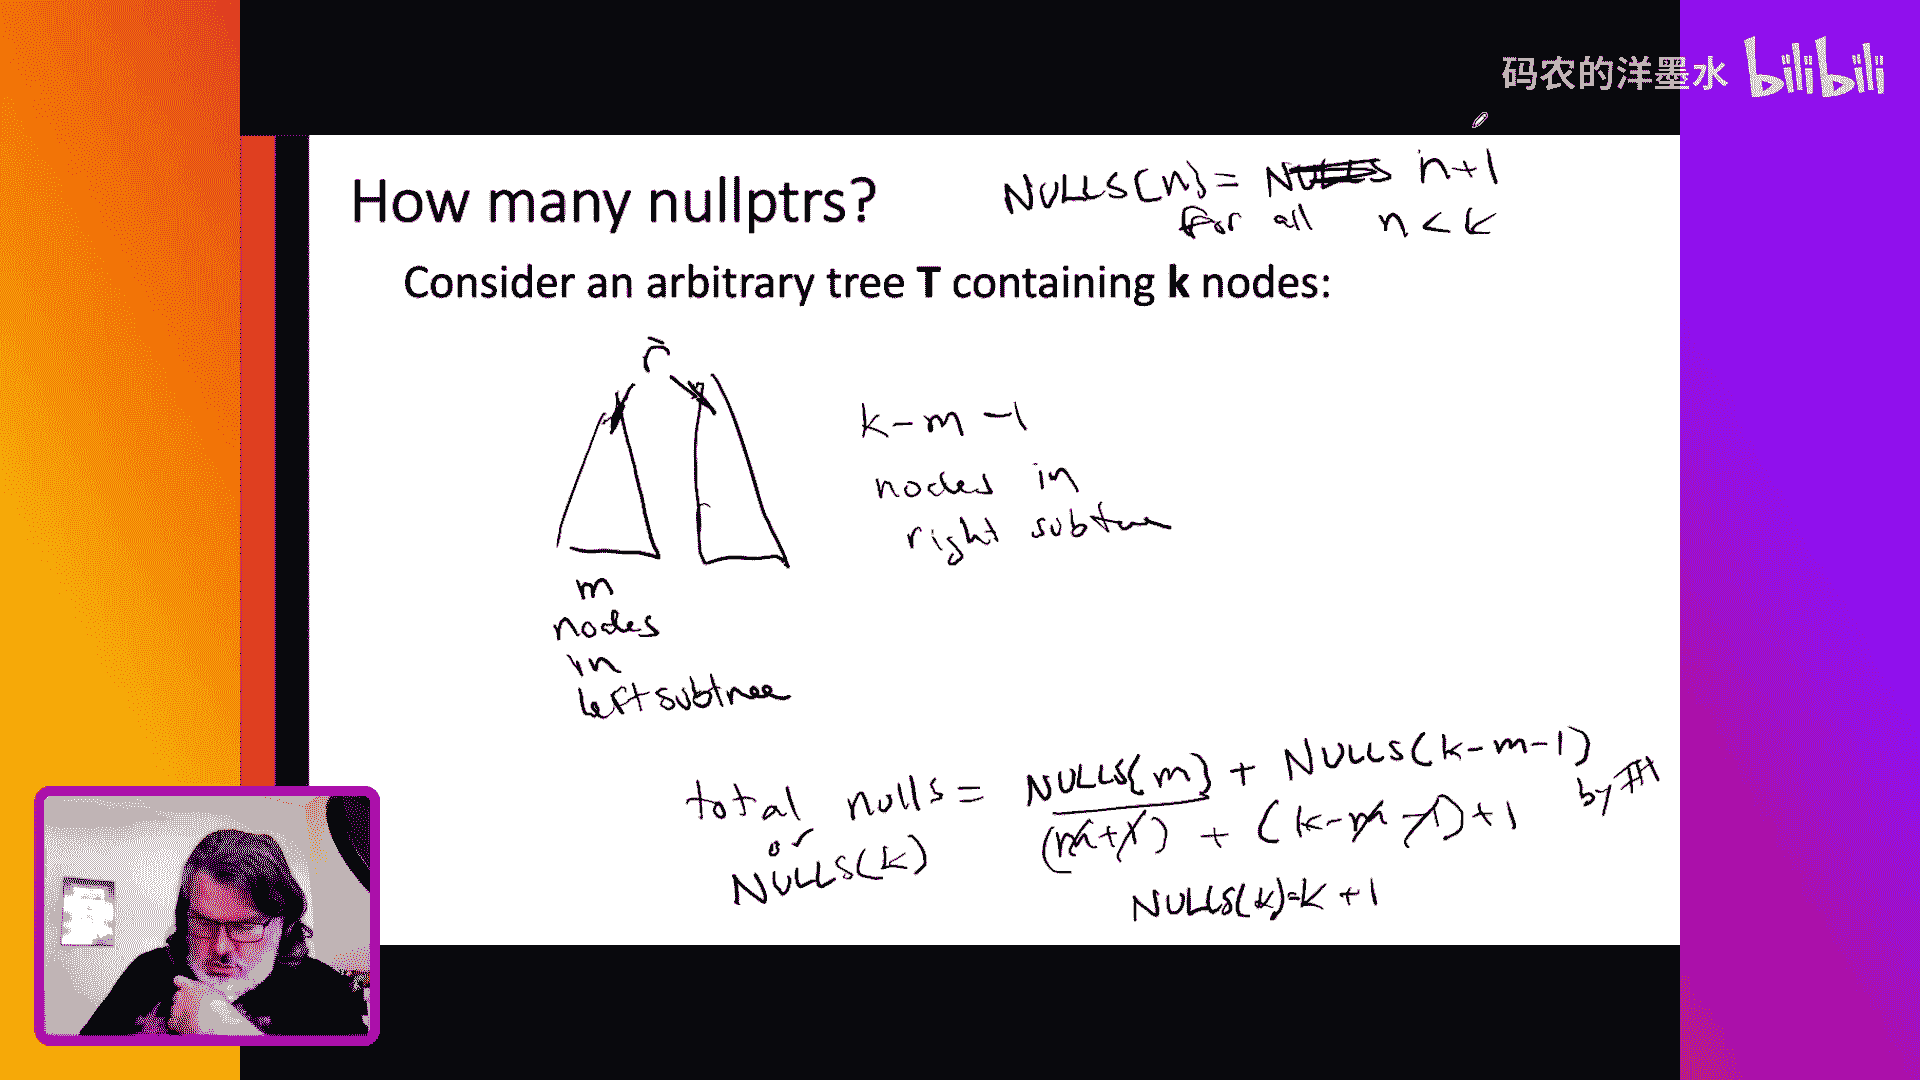 码农的洋墨水 bilibili
How many nullptrs?
NULLS(n) = n+1
for all n < k
Consider an arbitrary tree T containing k nodes:
r
k-m-1
nodes in
right subtree
m
nodes
in
left subtree
total nulls = NULLS(m) + NULLS(k-m-1)
by IH
or
(m+1) + (k-m-1)+1
NULLS(k)
NULLS(k)=k+1